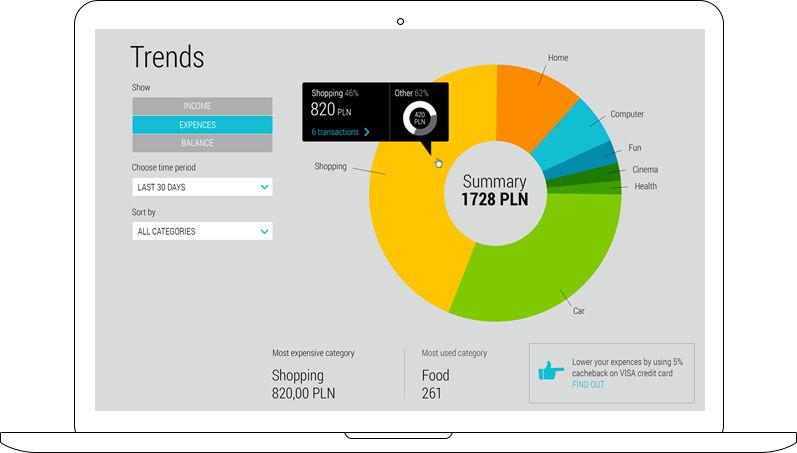 Trends
Show
INCOME
EXPENCES
BALANCE
Choose time period
LAST 30 DAYS
Sort by
ALL CATEGORIES
Shopping 46%
820 PLN
6 transactions
Other 62%
420
PLN
Home
Computer
Fun
Cinema
Health
Car
Shopping
Summary
1728 PLN
Most expensive category
Shopping
820,00 PLN
Most used category
Food
261
Lower your expences by using 5%
cacheback on VISA credit card
FIND OUT